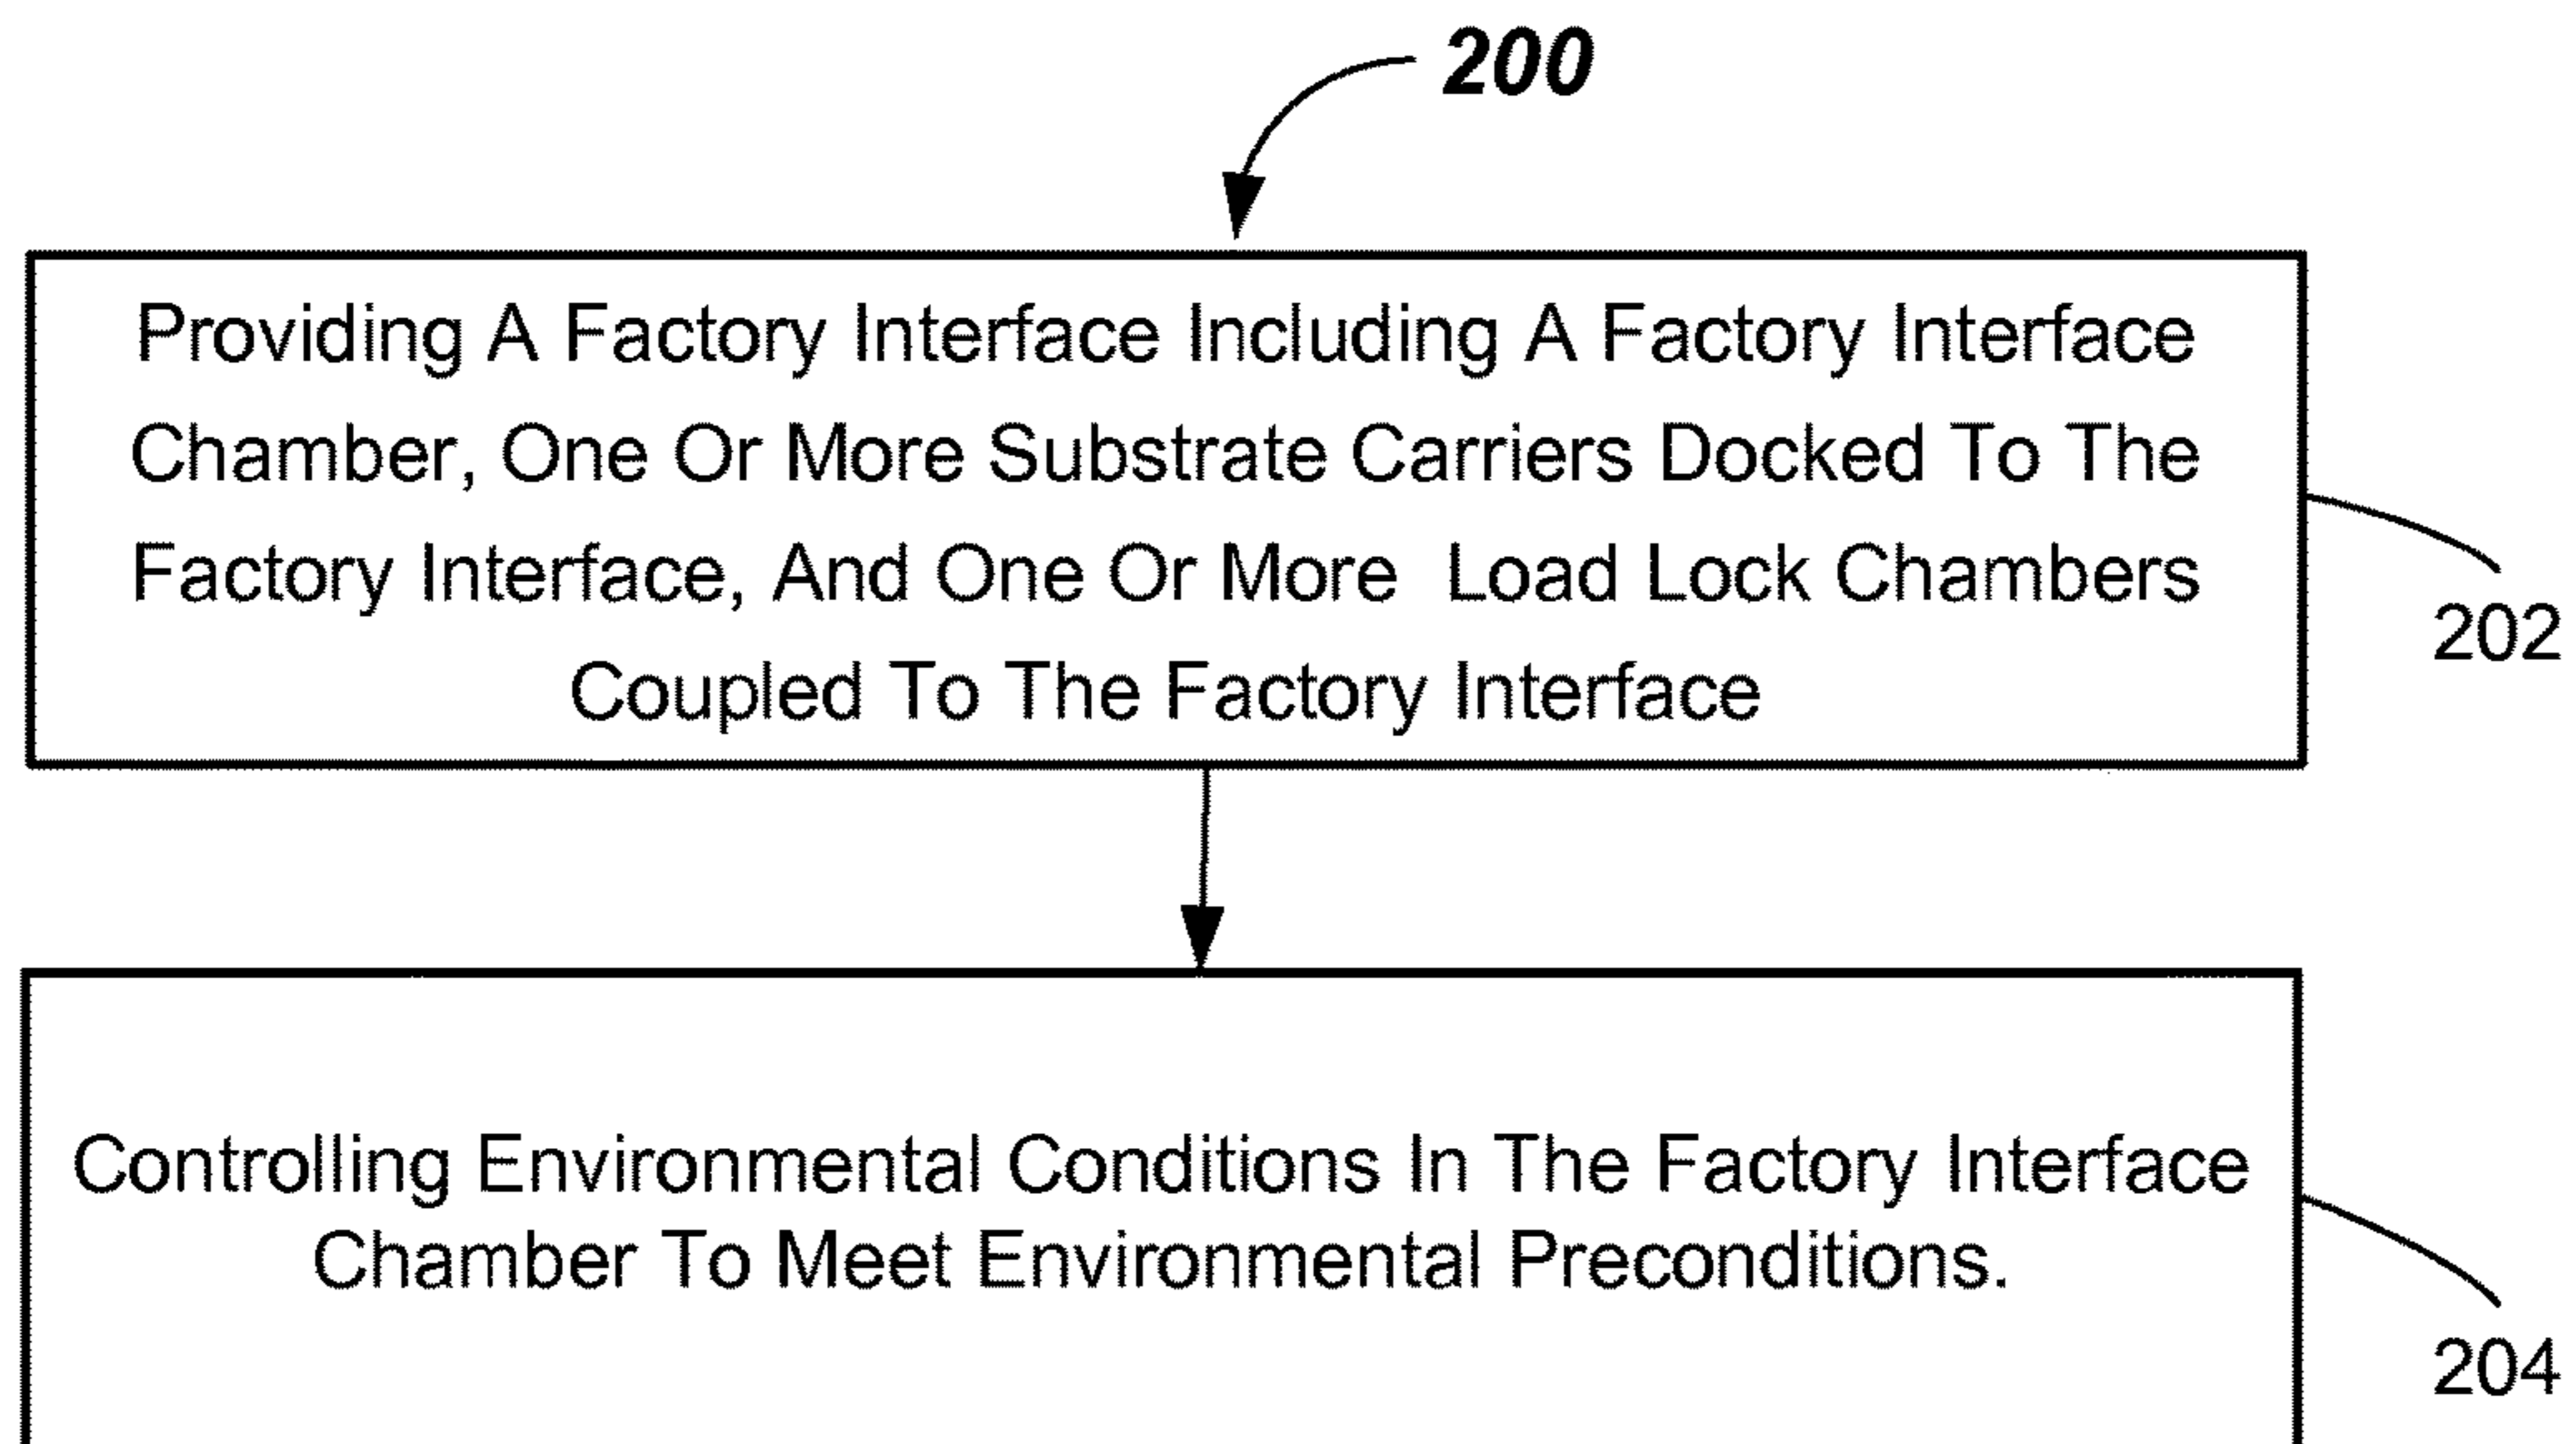 200
Providing A Factory Interface Including A Factory Interface
Chamber, One Or More Substrate Carriers Docked To The
Factory Interface, And One Or More Load Lock Chambers
Coupled To The Factory Interface
202
Controlling Environmental Conditions In The Factory Interface
Chamber To Meet Environmental Preconditions.
204